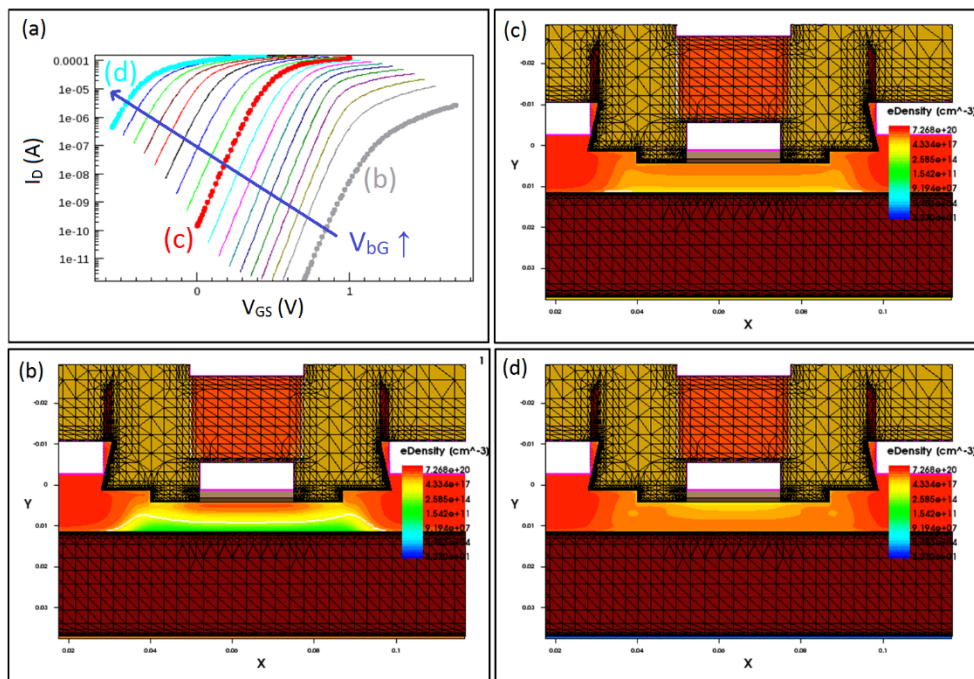 (a)
0.0001
1e-05
1e-06
1e-07
1e-08
1e-09
1e-10
1e-11
I_D (A)
(d)
(b)
(c)
V_bG ↑
0
1
V_GS (V)
(c)
-0.02
-0.01
0
0.01
0.02
0.03
Y
eDensity (cm^-3)
7.268e+20
4.334e+17
2.585e+14
1.542e+11
9.194e+07
0.02
0.04
0.06
0.08
0.1
X
(b)
1
-0.02
-0.01
0
0.01
0.02
0.03
Y
eDensity (cm^-3)
7.268e+20
4.334e+17
2.585e+14
1.542e+11
9.194e+07
0.02
0.04
0.06
0.08
0.1
X
(d)
-0.02
-0.01
0
0.01
0.02
0.03
Y
eDensity (cm^-3)
7.268e+20
4.334e+17
2.585e+14
1.542e+11
9.194e+07
0.02
0.04
0.06
0.08
0.1
X